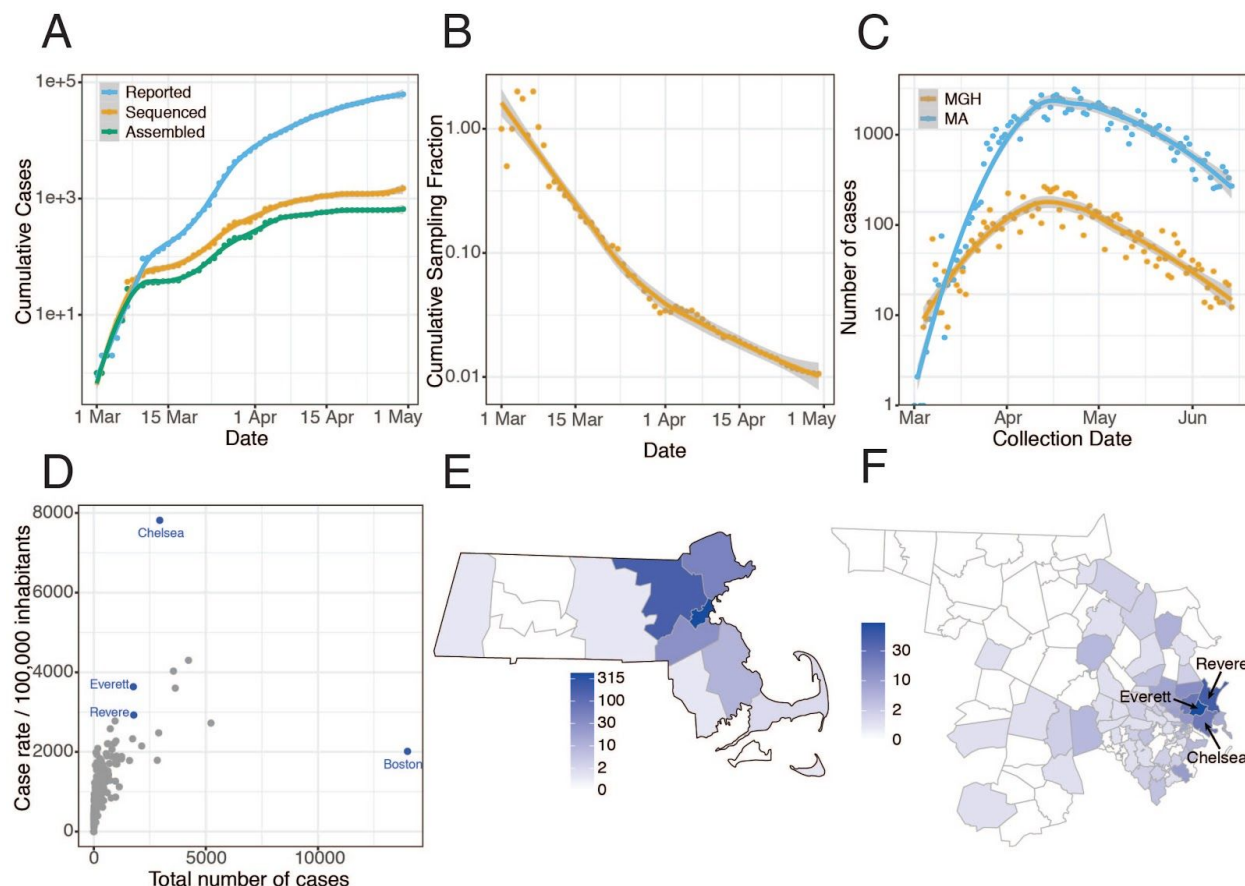 A
Cumulative Cases
1e+5
1e+3
1e+1
Reported
Sequenced
Assembled
1 Mar 15 Mar 1 Apr 15 Apr 1 May
Date
B
Cumulative Sampling Fraction
1.00
0.10
0.01
1 Mar 15 Mar 1 Apr 15 Apr 1 May
Date
C
Number of cases
1000
100
10
1
MGH
MA
Mar Apr May Jun
Collection Date
D
Case rate / 100,000 inhabitants
8000
6000
4000
2000
0
Chelsea
Everett
Revere
Boston
0 5000 10000
Total number of cases
E
315
100
30
10
2
0
F
30
10
2
0
Revere
Everett
Chelsea